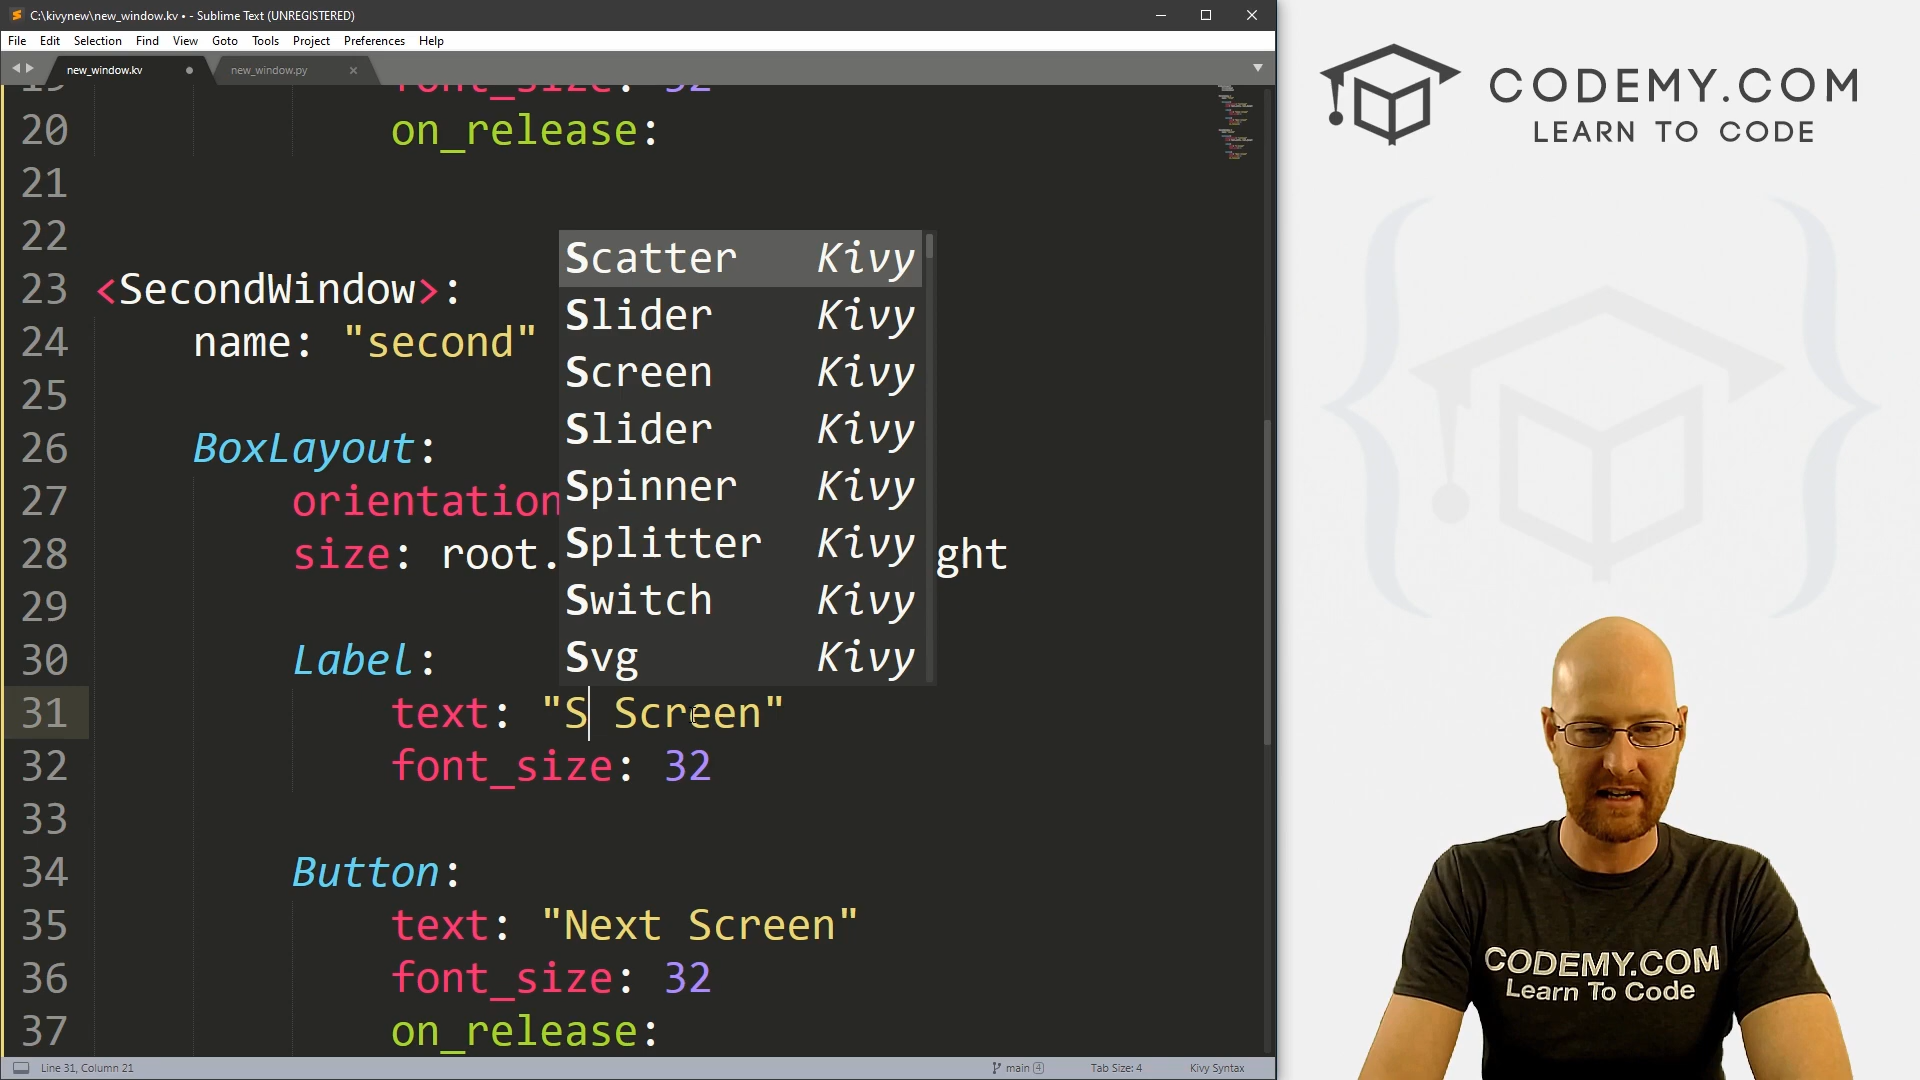 C:\kivynew\new_window.kv • - Sublime Text (UNREGISTERED)
File Edit Selection Find View Goto Tools Project Preferences Help
new_window.kv
new_window.py
font_size: 32
20 on_release:
21
22
23 <SecondWindow>:
24 name: "second"
25
26 BoxLayout:
27 orientation
28 size: root. ght
29
30 Label:
31 text: "S Screen"
32 font_size: 32
33
34 Button:
35 text: "Next Screen"
36 font_size: 32
37 on_release:
Scatter Kivy
Slider Kivy
Screen Kivy
Slider Kivy
Spinner Kivy
Splitter Kivy
Switch Kivy
Svg Kivy
Line 31, Column 21
main 4
Tab Size: 4
Kivy Syntax
CODEMY.COM
LEARN TO CODE
CODEMY.COM
Learn To Code